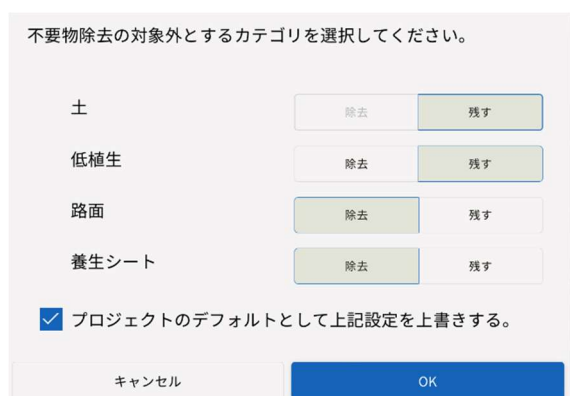 不要物除去の対象外とするカテゴリを選択してください。
土 除去 残す
低植生 除去 残す
路面 除去 残す
養生シート 除去 残す
プロジェクトのデフォルトとして上記設定を上書きする。
キャンセル OK